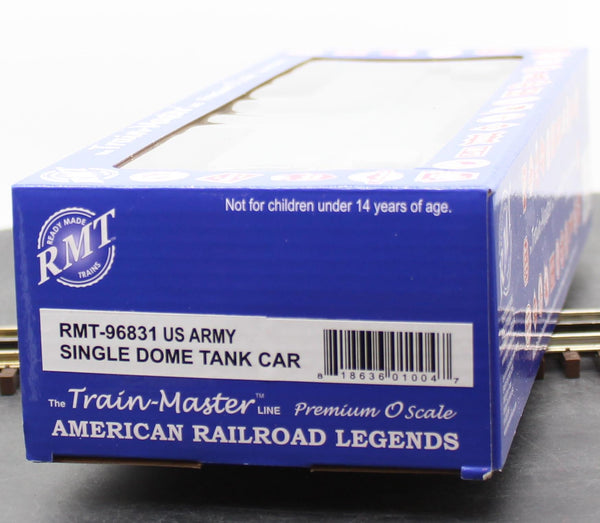 Not for children under 14 years of age.
READY MADE
RMT
TRAINS
RMT-96831 US ARMY
SINGLE DOME TANK CAR
8 18636 01004 7
The Train-Master™ LINE Premium O Scale
AMERICAN RAILROAD LEGENDS